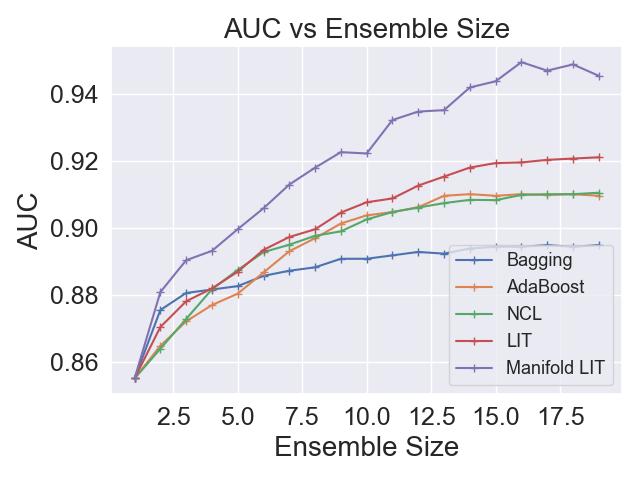 AUC vs Ensemble Size
AUC
0.94
0.92
0.90
0.88
0.86
2.5 5.0 7.5 10.0 12.5 15.0 17.5
Ensemble Size
Bagging
AdaBoost
NCL
LIT
Manifold LIT